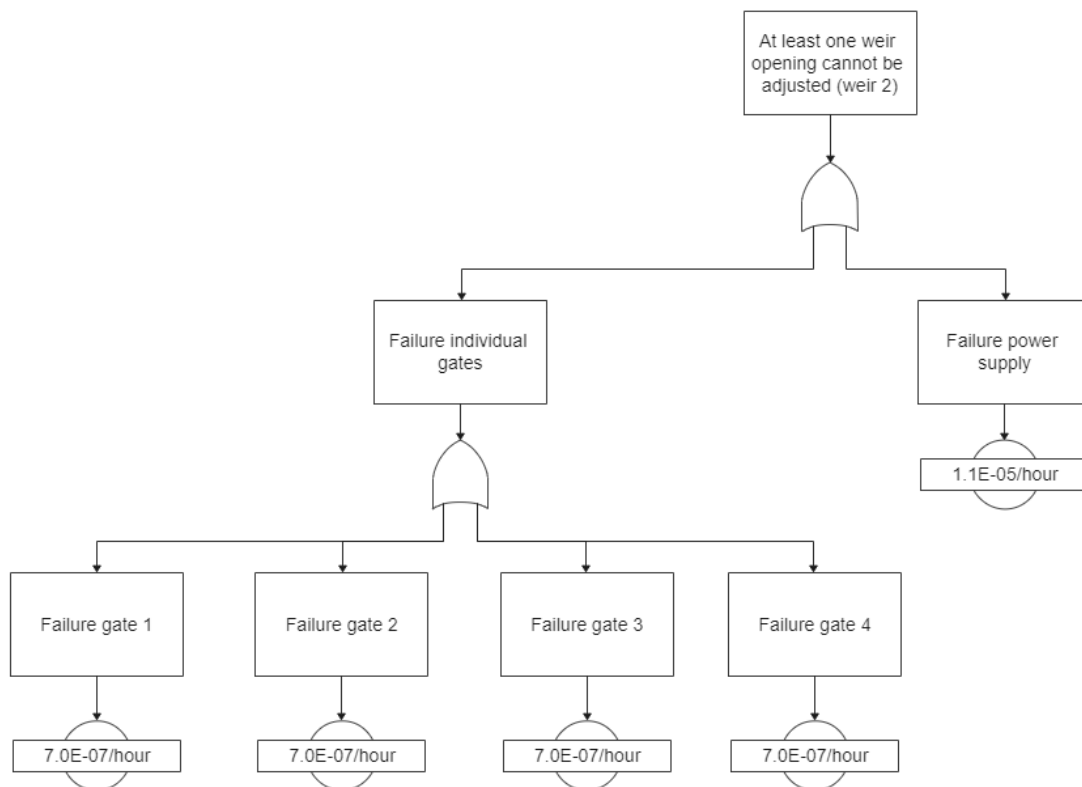 At least one weir
opening cannot be
adjusted (weir 2)
Failure individual
gates
Failure power
supply
1.1E-05/hour
Failure gate 1
Failure gate 2
Failure gate 3
Failure gate 4
7.0E-07/hour
7.0E-07/hour
7.0E-07/hour
7.0E-07/hour